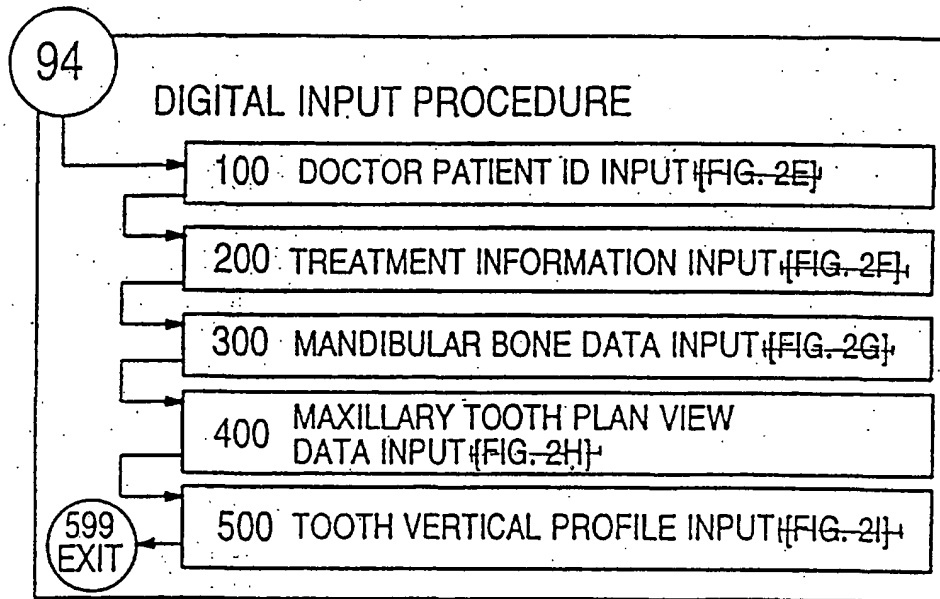 94
DIGITAL INPUT PROCEDURE
100 DOCTOR PATIENT ID INPUT {FIG. 2E}
200 TREATMENT INFORMATION INPUT {FIG. 2F}
300 MANDIBULAR BONE DATA INPUT {FIG. 2G}
400 MAXILLARY TOOTH PLAN VIEW
DATA INPUT {FIG. 2H}
500 TOOTH VERTICAL PROFILE INPUT {FIG. 2I}
599
EXIT